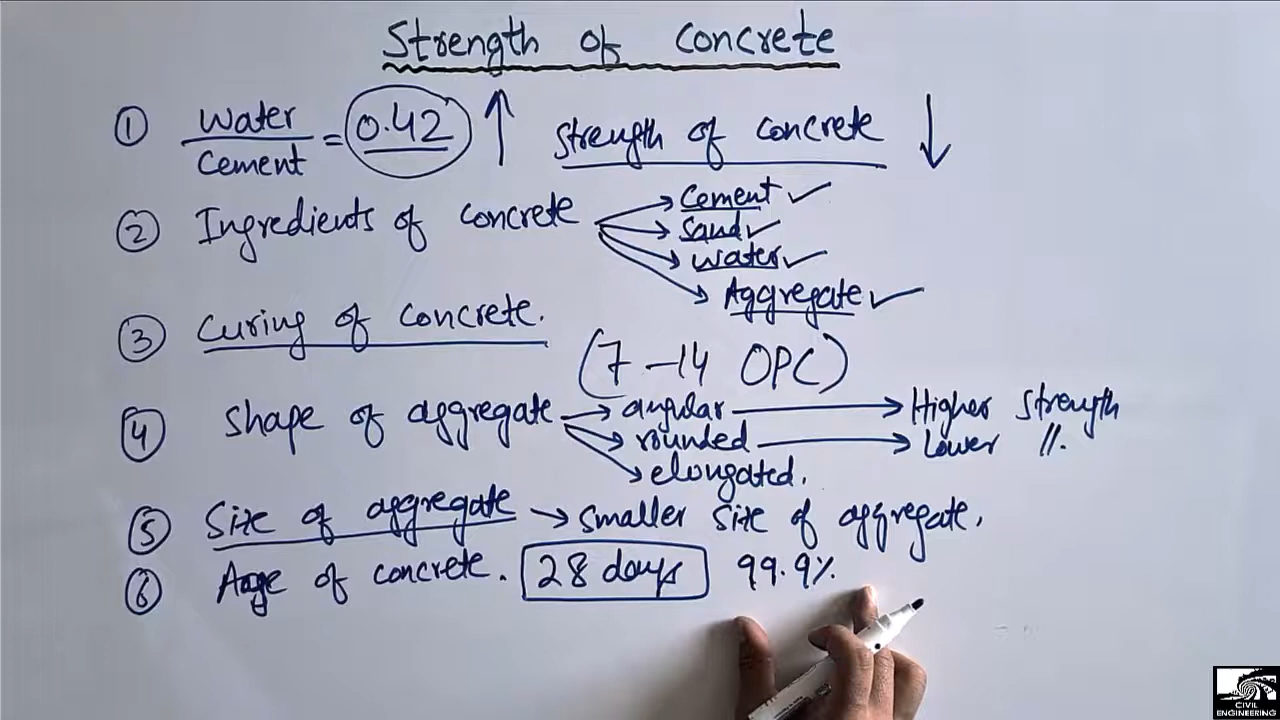 Strength of concrete
① Water/Cement = 0.42 ↑ Strength of concrete ↓
② Ingredients of concrete → Cement ✓
→ Sand ✓
→ Water ✓
→ Aggregate ✓
③ Curing of concrete.
(7 – 14 OPC)
④ Shape of aggregate → angular → Higher Strength
→ rounded → Lower //.
→ elongated.
⑤ Size of aggregate → smaller size of aggregate.
⑥ Age of concrete. 28 days 99.9%.
CIVIL
ENGINEERING